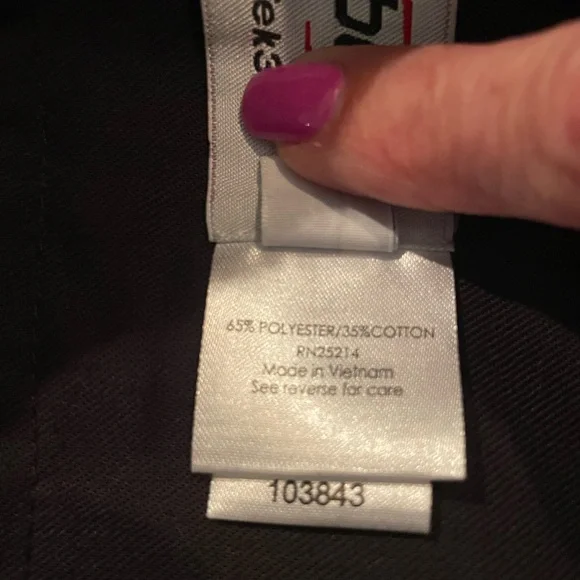 65% POLYESTER/35%COTTON
RN25214
Made in Vietnam
See reverse for care
103843